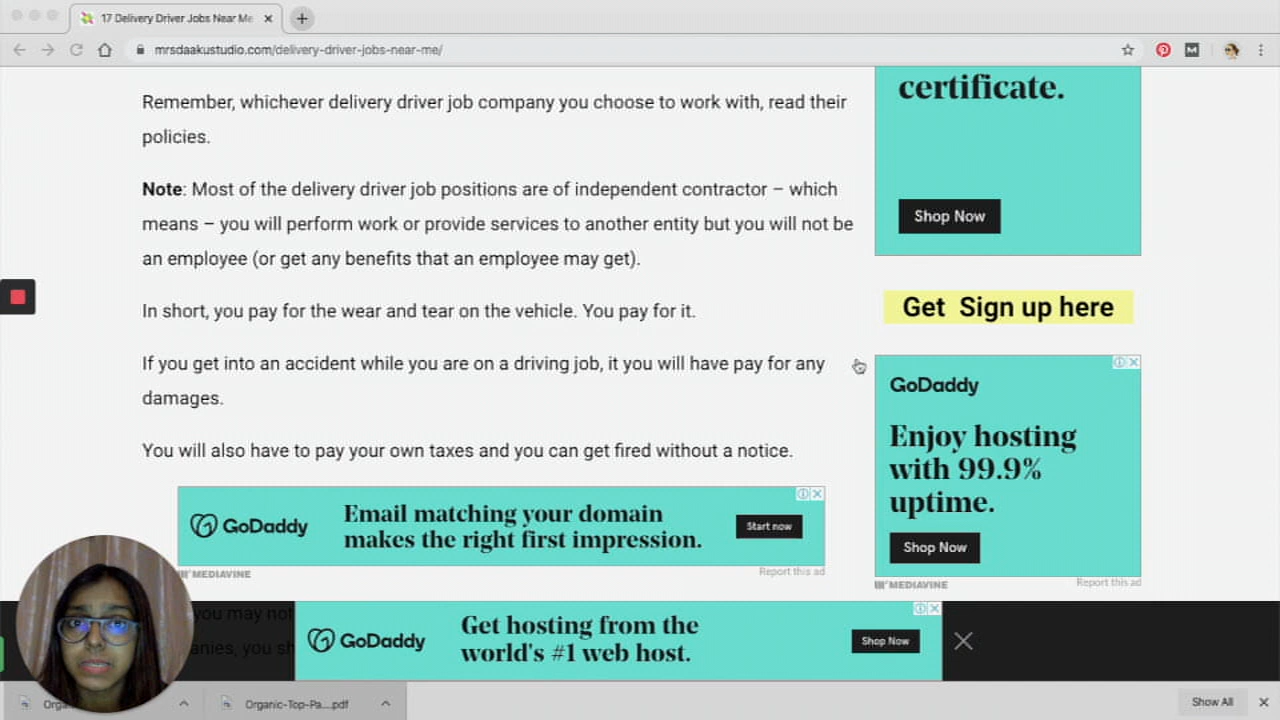 17 Delivery Driver Jobs Near Me
mrsdaakustudio.com/delivery-driver-jobs-near-me/
Remember, whichever delivery driver job company you choose to work with, read their
policies.
Note: Most of the delivery driver job positions are of independent contractor – which
means – you will perform work or provide services to another entity but you will not be
an employee (or get any benefits that an employee may get).
In short, you pay for the wear and tear on the vehicle. You pay for it.
If you get into an accident while you are on a driving job, it you will have pay for any
damages.
You will also have to pay your own taxes and you can get fired without a notice.
GoDaddy
Email matching your domain
makes the right first impression.
Start now
MEDIAVINE
Report this ad
you may not
certificate.
Shop Now
Get Sign up here
GoDaddy
Enjoy hosting
with 99.9%
uptime.
Shop Now
MEDIAVINE
Report this ad
GoDaddy
Get hosting from the
world's #1 web host.
Shop Now
Organic-Top-Pa....pdf
Show All